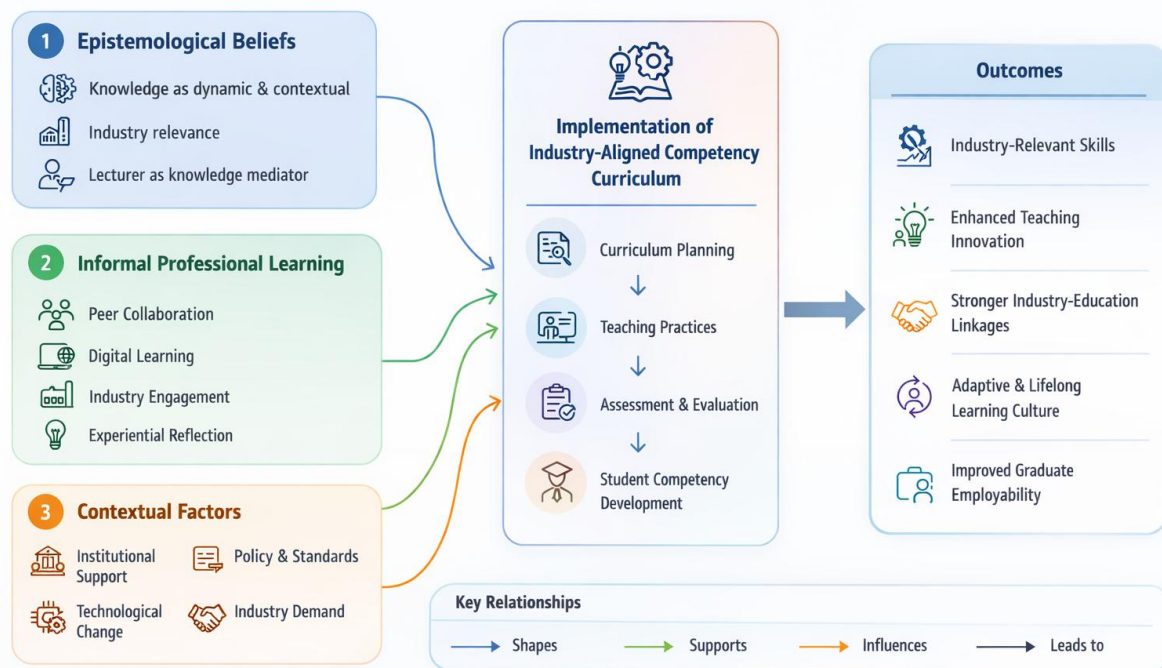 1 Epistemological Beliefs
Knowledge as dynamic & contextual
Industry relevance
Lecturer as knowledge mediator
2 Informal Professional Learning
Peer Collaboration
Digital Learning
Industry Engagement
Experiential Reflection
3 Contextual Factors
Institutional
Support
Policy & Standards
Technological
Change
Industry Demand
Implementation of
Industry-Aligned Competency
Curriculum
Curriculum Planning
Teaching Practices
Assessment & Evaluation
Student Competency
Development
Outcomes
Industry-Relevant Skills
Enhanced Teaching
Innovation
Stronger Industry-Education
Linkages
Adaptive & Lifelong
Learning Culture
Improved Graduate
Employability
Key Relationships
Shapes
Supports
Influences
Leads to